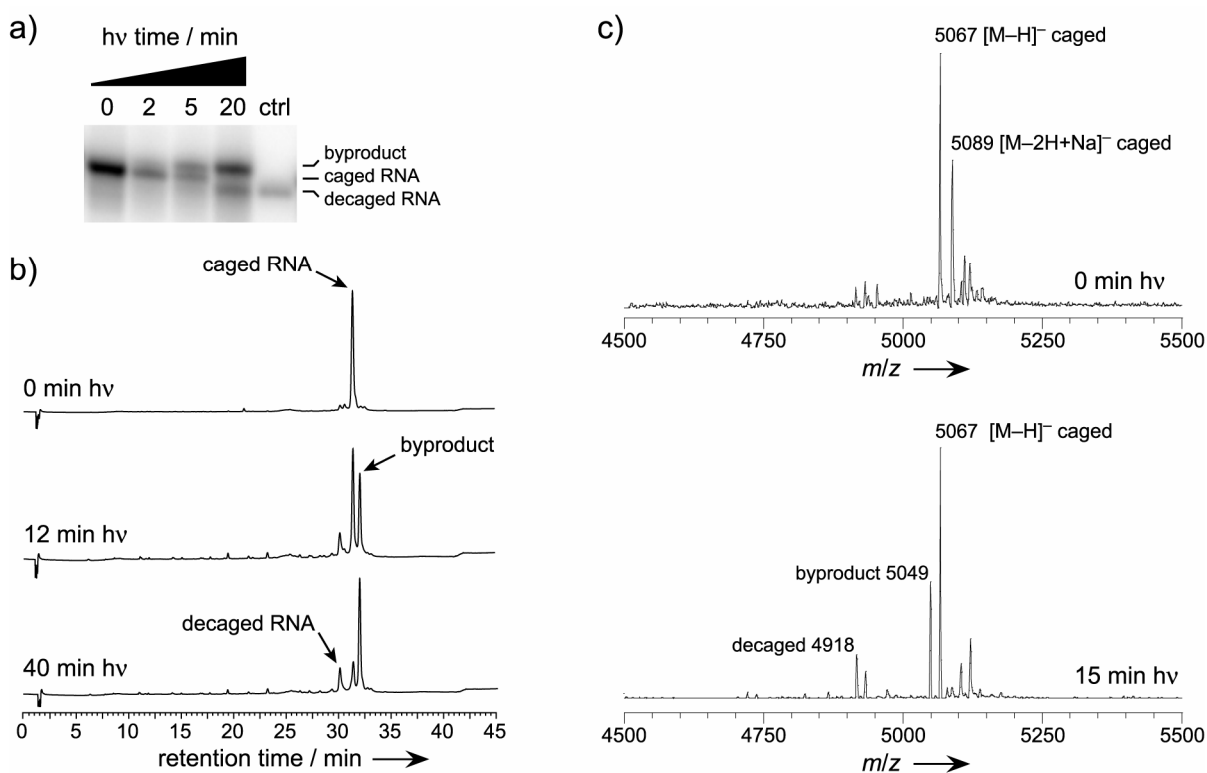 a)
hν time / min
0 2 5 20 ctrl
byproduct
caged RNA
decaged RNA
b)
caged RNA
0 min hν
byproduct
12 min hν
decaged RNA
40 min hν
0 5 10 15 20 25 30 35 40 45
retention time / min
c)
5067 [M–H]– caged
5089 [M–2H+Na]– caged
0 min hν
4500 4750 5000 5250 5500
m/z
5067 [M–H]– caged
byproduct 5049
decaged 4918
15 min hν
4500 4750 5000 5250 5500
m/z